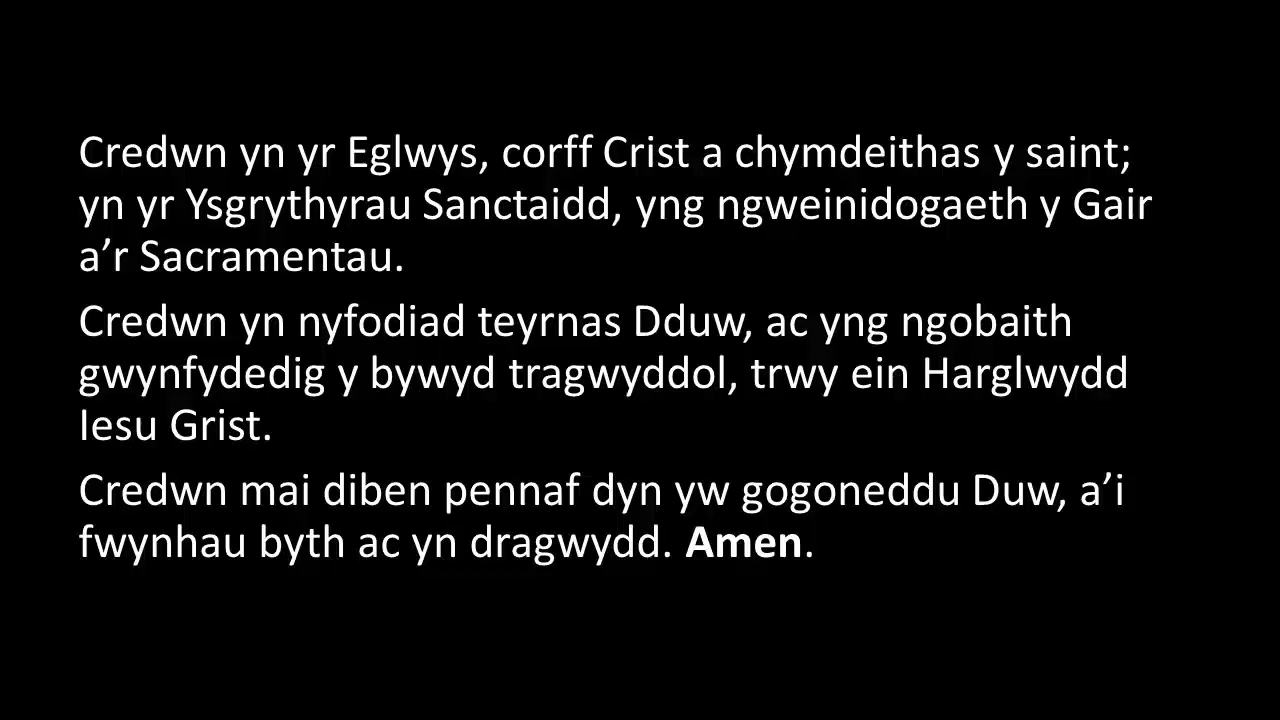 Credwn yn yr Eglwys, corff Crist a chymdeithas y saint;
yn yr Ysgrythyrau Sanctaidd, yng ngweinidogaeth y Gair
a’r Sacramentau.
Credwn yn nyfodiad teyrnas Dduw, ac yng ngobaith
gwynfydedig y bywyd tragwyddol, trwy ein Harglwydd
Iesu Grist.
Credwn mai diben pennaf dyn yw gogoneddu Duw, a’i
fwynhau byth ac yn dragwydd. Amen.